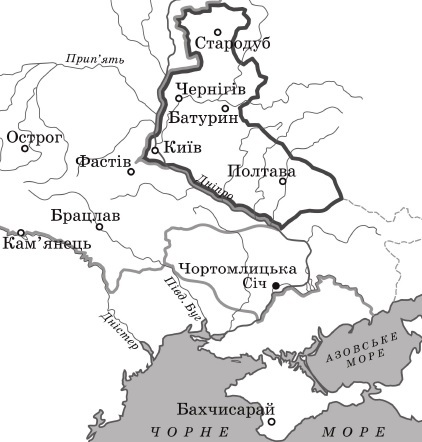 Стародуб
Прип’ять
Чернігів
Батурин
Острог
Київ
Фастів
Дніпро
Полтава
Брацлав
Кам’янець
Чортомлицька
Січ
Півд. Буг
Дністер
АЗОВСЬКЕ
МОРЕ
Бахчисарай
ЧОРНЕ МОРЕ